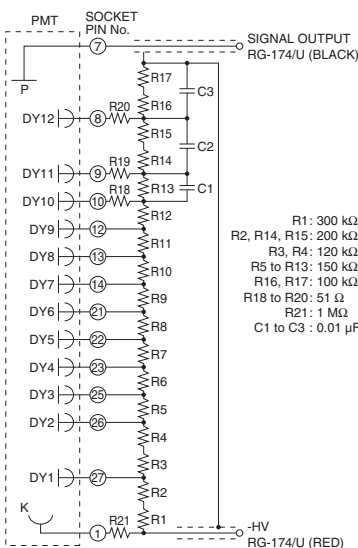 PMT
SOCKET
PIN No.
7
SIGNAL OUTPUT
RG-174/U (BLACK)
P
R17
C3
R16
DY12
8
R20
R15
C2
R14
DY11
9
R19
R13
C1
DY10
10
R18
R12
DY9
12
R11
DY8
13
R10
DY7
14
R9
DY6
21
R8
DY5
22
R7
DY4
23
R6
DY3
25
R5
DY2
26
R4
R3
DY1
27
R2
K
R1
1
R21
-HV
RG-174/U (RED)
R1 : 300 kΩ
R2, R14, R15 : 200 kΩ
R3, R4 : 120 kΩ
R5 to R13 : 150 kΩ
R16, R17 : 100 kΩ
R18 to R20 : 51 Ω
R21 : 1 MΩ
C1 to C3 : 0.01 µF